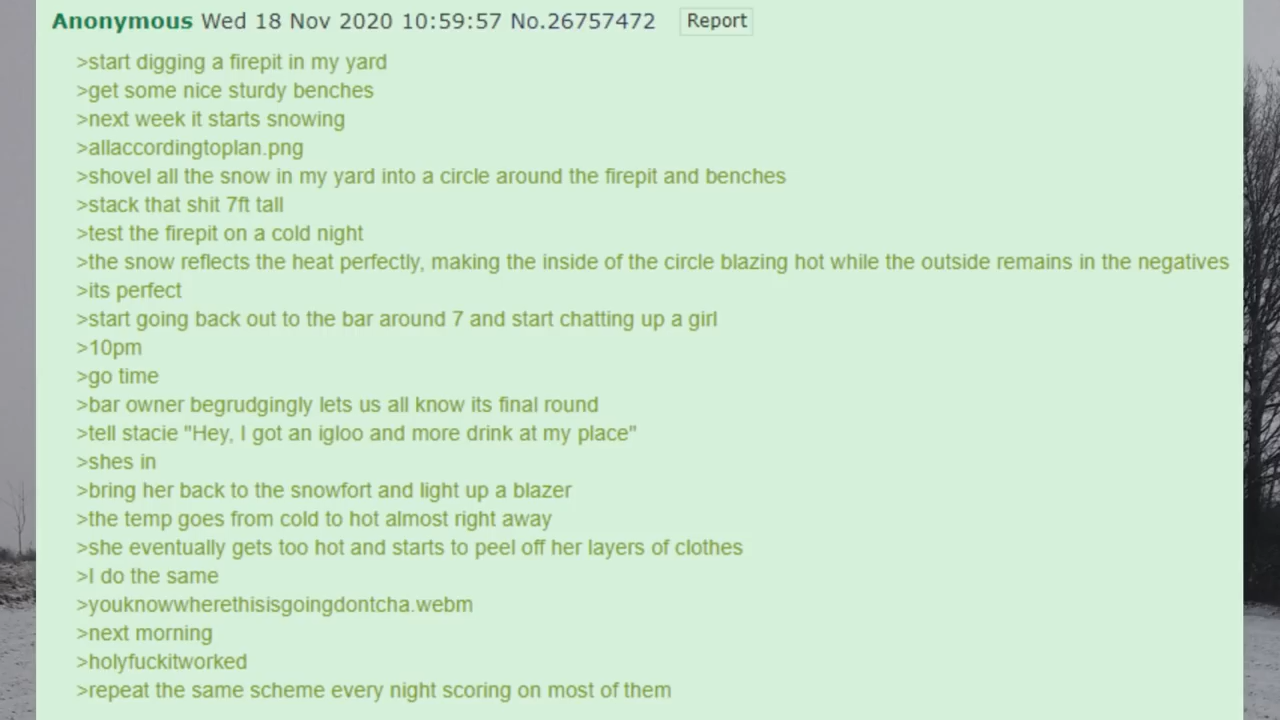 Anonymous Wed 18 Nov 2020 10:59:57 No.26757472 Report
>start digging a firepit in my yard
>get some nice sturdy benches
>next week it starts snowing
>allaccordingtoplan.png
>shovel all the snow in my yard into a circle around the firepit and benches
>stack that shit 7ft tall
>test the firepit on a cold night
>the snow reflects the heat perfectly, making the inside of the circle blazing hot while the outside remains in the negatives
>its perfect
>start going back out to the bar around 7 and start chatting up a girl
>10pm
>go time
>bar owner begrudgingly lets us all know its final round
>tell stacie "Hey, I got an igloo and more drink at my place"
>shes in
>bring her back to the snowfort and light up a blazer
>the temp goes from cold to hot almost right away
>she eventually gets too hot and starts to peel off her layers of clothes
>I do the same
>youknowwherethisisgoingdontcha.webm
>next morning
>holyfuckitworked
>repeat the same scheme every night scoring on most of them